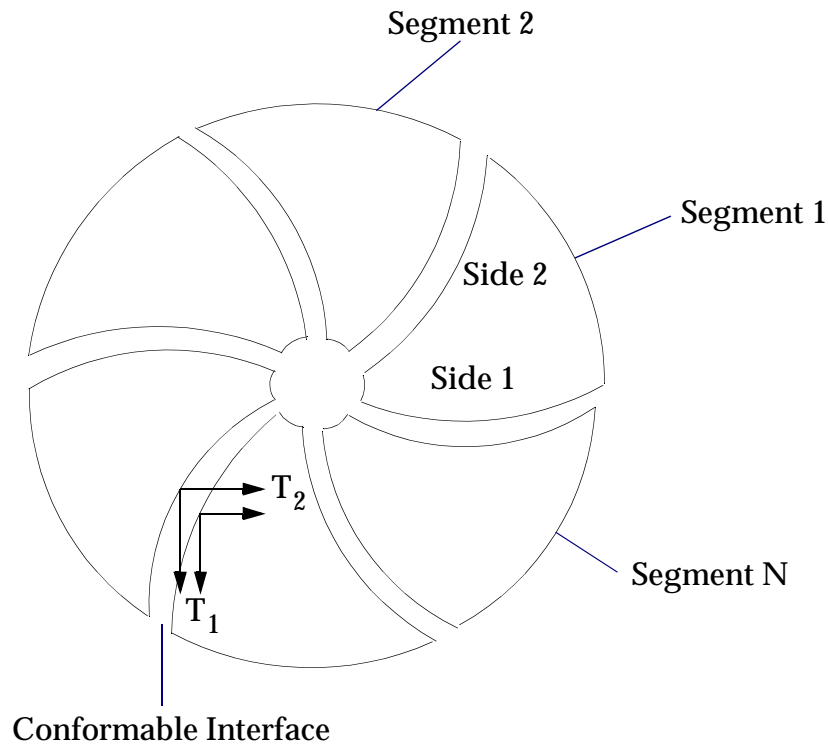 Segment 2
Segment 1
Side 2
Side 1
T2
Segment N
T1
Conformable Interface